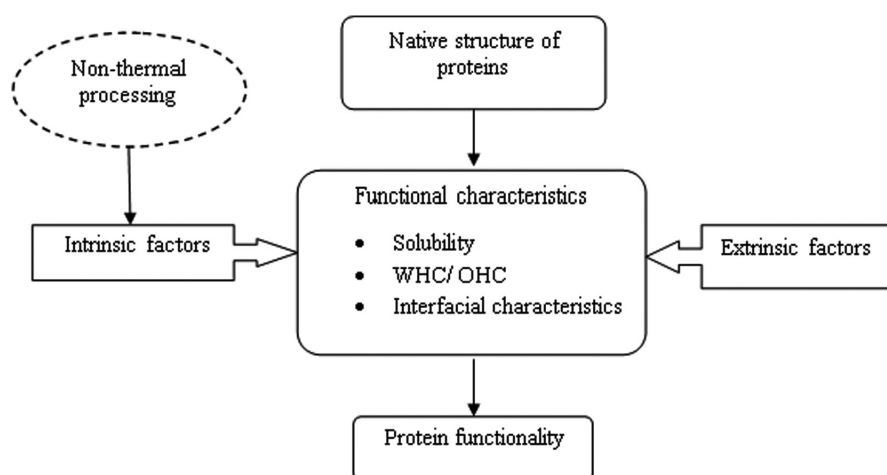 Native structure of
proteins
Non-thermal
processing
Functional characteristics
• Solubility
• WHC/ OHC
• Interfacial characteristics
Intrinsic factors
Extrinsic factors
Protein functionality